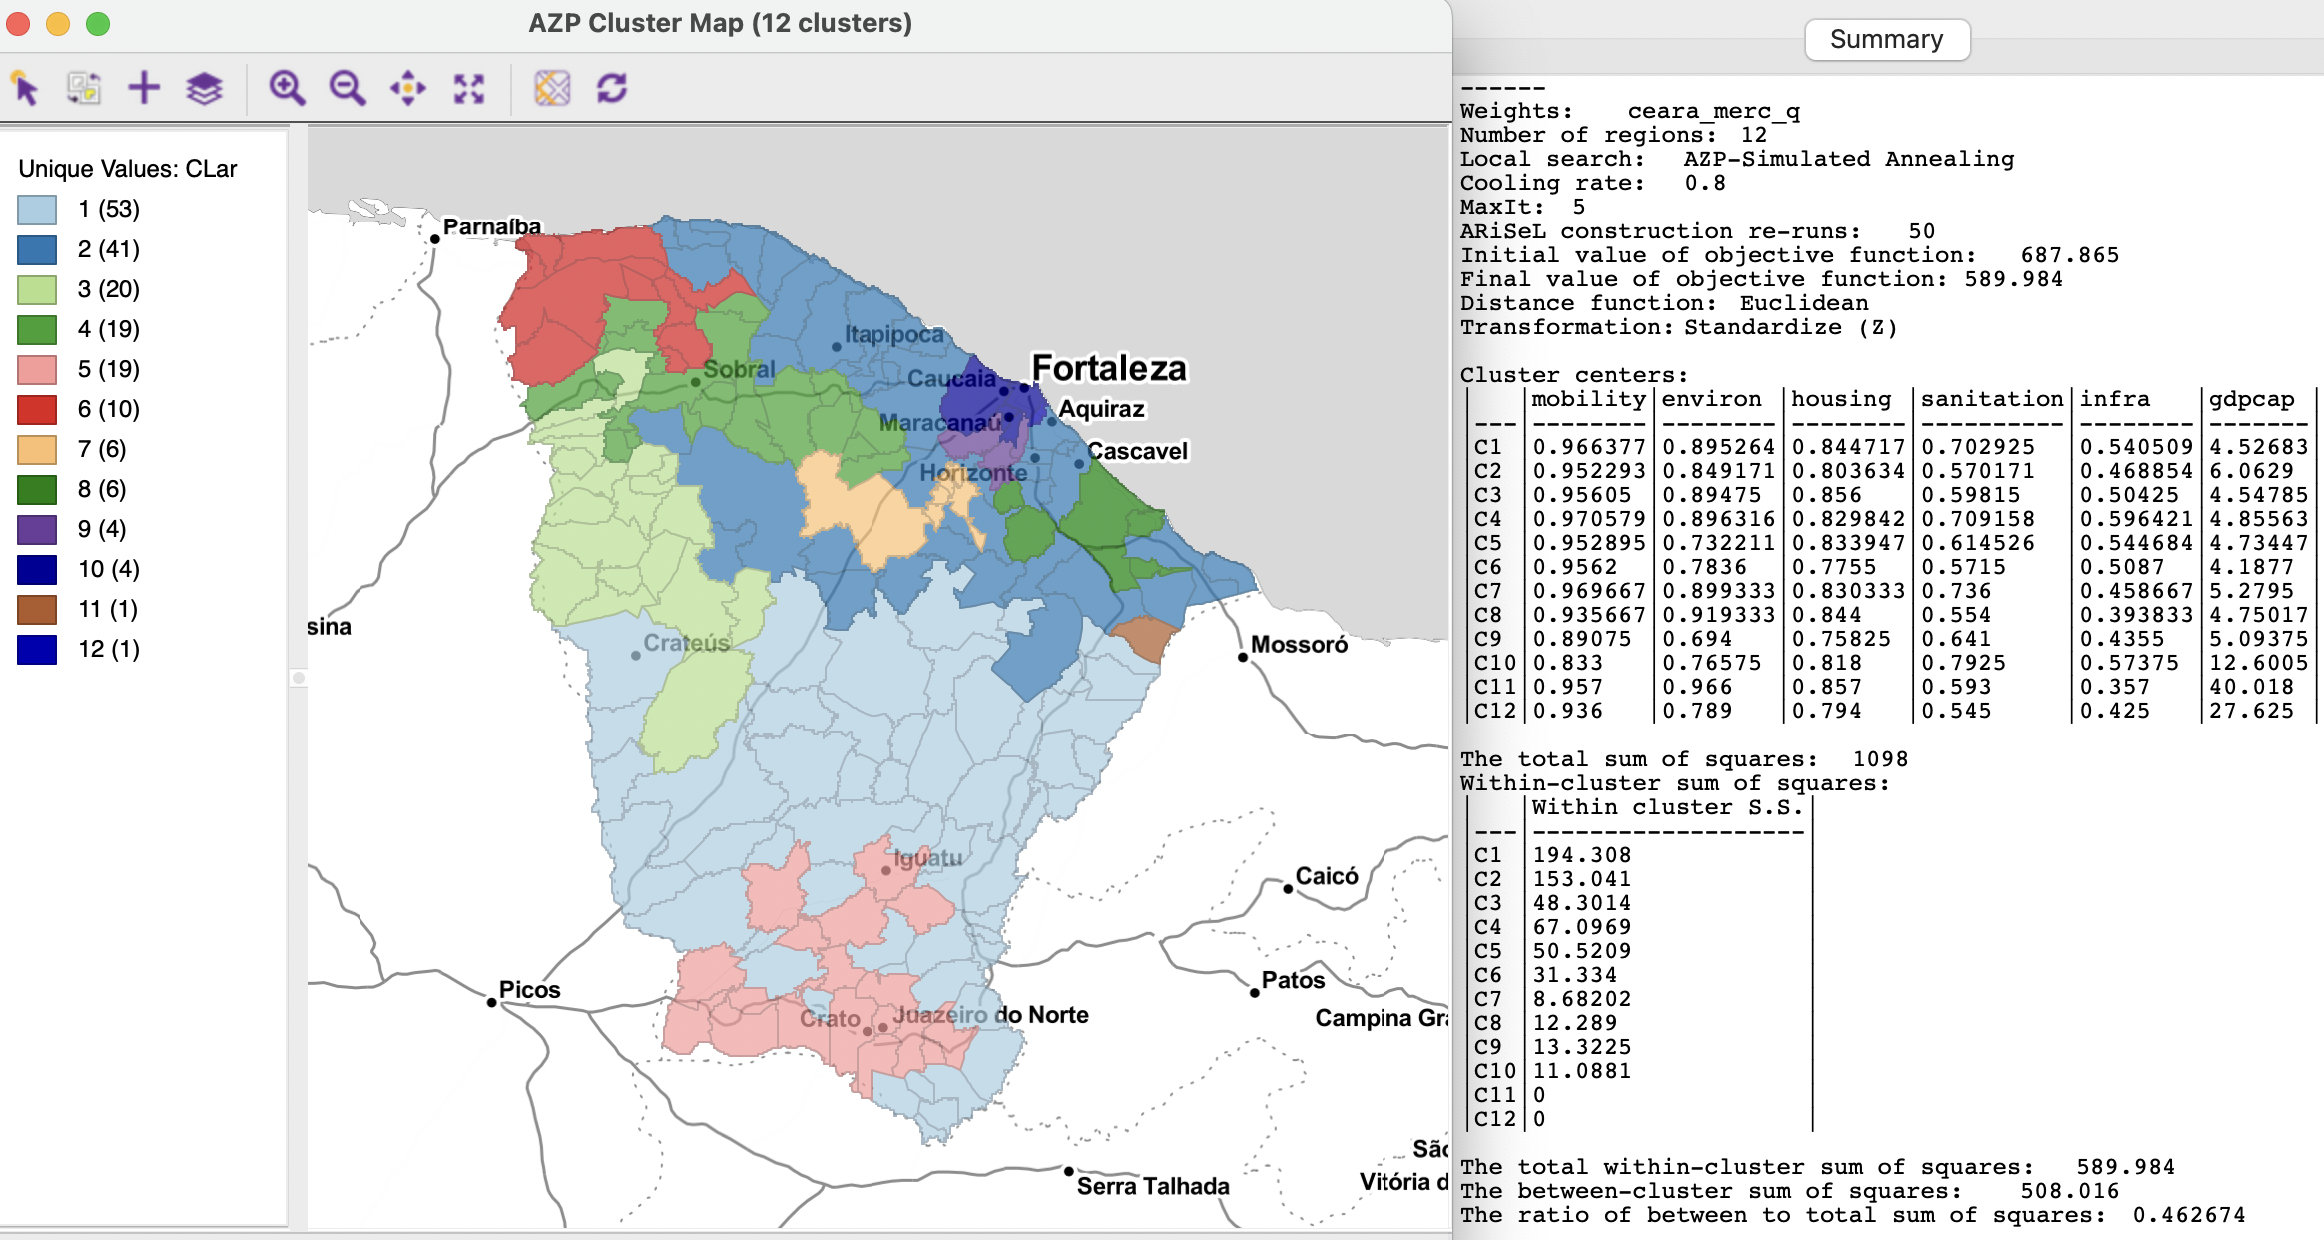 AZP Cluster Map (12 clusters)
Unique Values: CLar
1 (53)
2 (41)
3 (20)
4 (19)
5 (19)
6 (10)
7 (6)
8 (6)
9 (4)
10 (4)
11 (1)
12 (1)
Parnaíba
Itapipoca
Fortaleza
Sobral
Caucaia
Aquiraz
Maracanaú
Cascavel
Horizonte
sina
Crateús
Mossoró
Iguatu
Caicó
Picos
Patos
Crato
Juazeiro do Norte
Campina Gra
São
Vitória d
Serra Talhada
Summary
------
Weights: ceara_merc_q
Number of regions: 12
Local search: AZP-Simulated Annealing
Cooling rate: 0.8
MaxIt: 5
ARiSeL construction re-runs: 50
Initial value of objective function: 687.865
Final value of objective function: 589.984
Distance function: Euclidean
Transformation: Standardize (Z)
Cluster centers:
| |mobility|environ |housing |sanitation|infra |gdpcap |
|---|--------|--------|--------|----------|--------|-------|
|C1 |0.966377|0.895264|0.844717|0.702925 |0.540509|4.52683|
|C2 |0.952293|0.849171|0.803634|0.570171 |0.468854|6.0629 |
|C3 |0.95605 |0.89475 |0.856 |0.59815 |0.50425 |4.54785|
|C4 |0.970579|0.896316|0.829842|0.709158 |0.596421|4.85563|
|C5 |0.952895|0.732211|0.833947|0.614526 |0.544684|4.73447|
|C6 |0.9562 |0.7836 |0.7755 |0.5715 |0.5087 |4.1877 |
|C7 |0.969667|0.899333|0.830333|0.736 |0.458667|5.2795 |
|C8 |0.935667|0.919333|0.844 |0.554 |0.393833|4.75017|
|C9 |0.89075 |0.694 |0.75825 |0.641 |0.4355 |5.09375|
|C10|0.833 |0.76575 |0.818 |0.7925 |0.57375 |12.6005|
|C11|0.957 |0.966 |0.857 |0.593 |0.357 |40.018 |
|C12|0.936 |0.789 |0.794 |0.545 |0.425 |27.625 |
The total sum of squares: 1098
Within-cluster sum of squares:
| |Within cluster S.S.|
|---|-------------------|
|C1 |194.308 |
|C2 |153.041 |
|C3 |48.3014 |
|C4 |67.0969 |
|C5 |50.5209 |
|C6 |31.334 |
|C7 |8.68202 |
|C8 |12.289 |
|C9 |13.3225 |
|C10|11.0881 |
|C11|0 |
|C12|0 |
The total within-cluster sum of squares: 589.984
The between-cluster sum of squares: 508.016
The ratio of between to total sum of squares: 0.462674